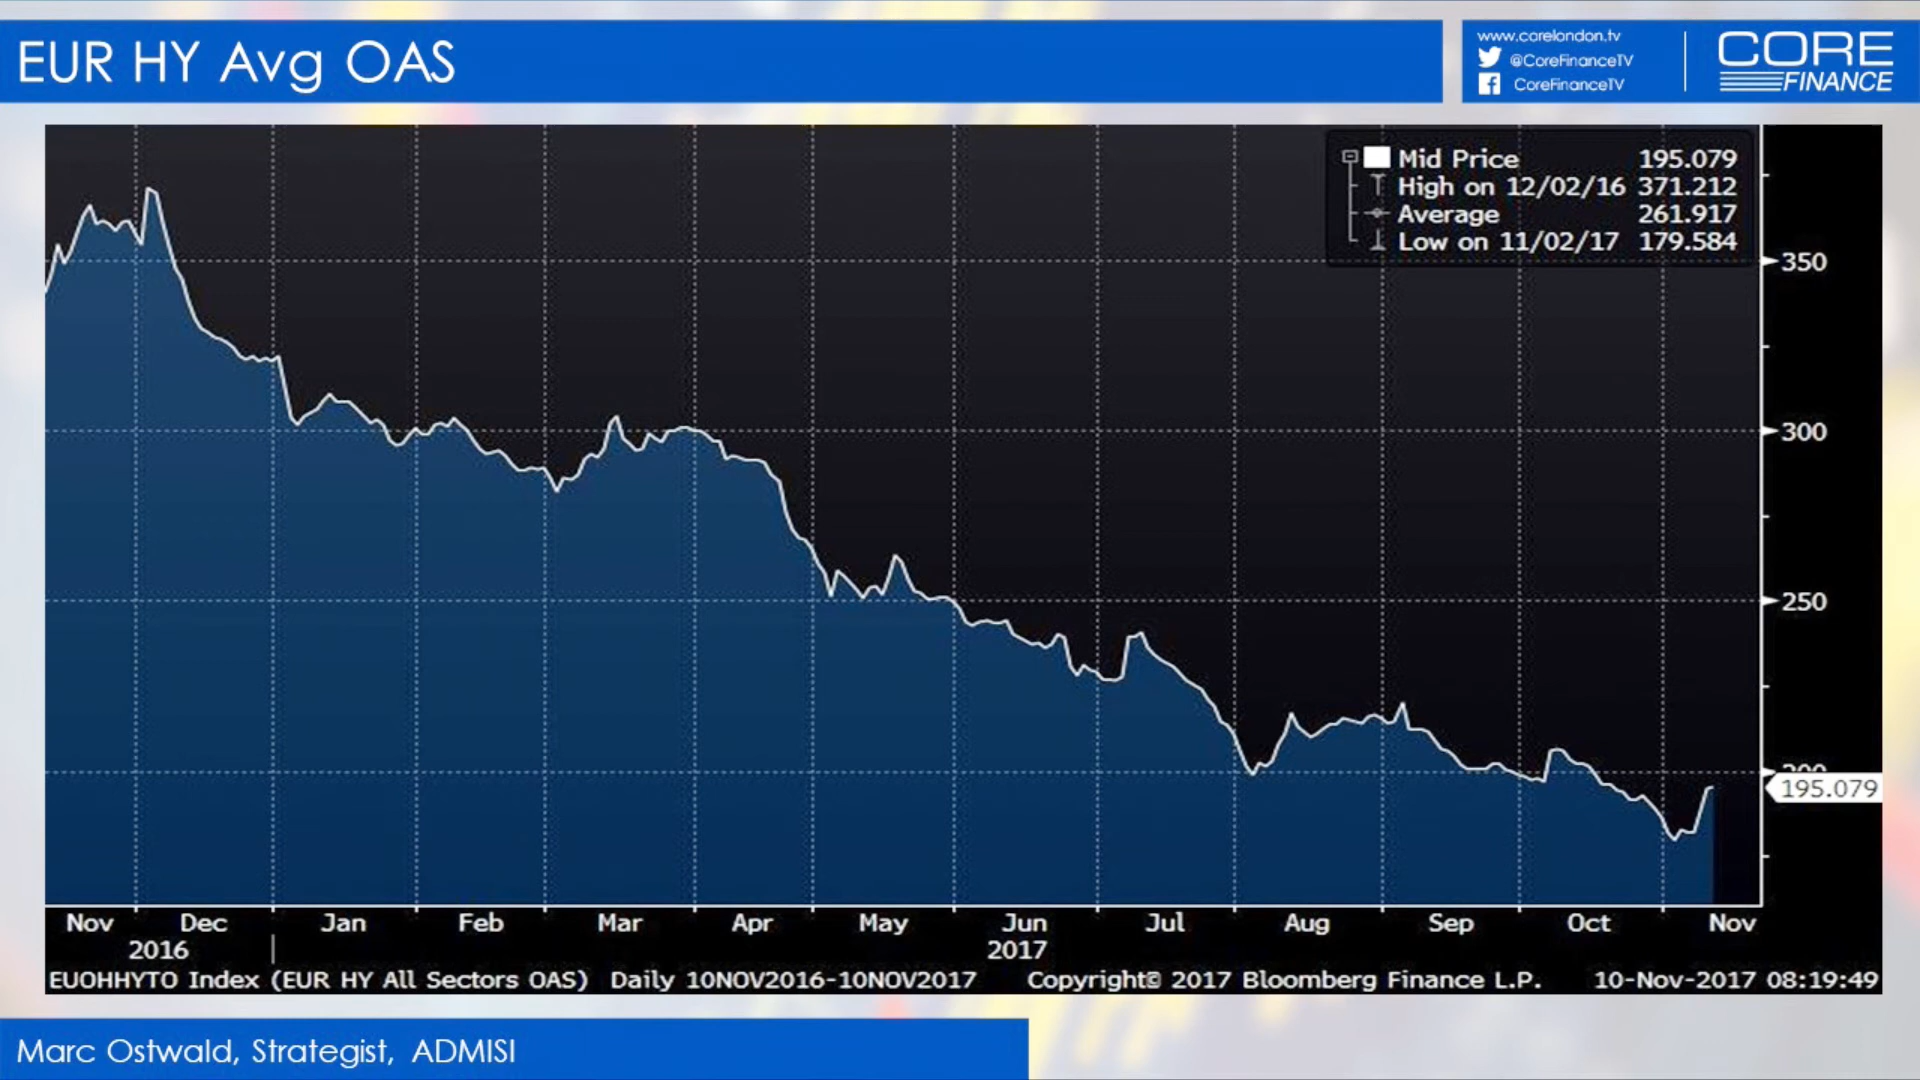 EUR HY Avg OAS
www.corelondon.tv
@CoreFinanceTV
CoreFinanceTV
CORE
FINANCE
Mid Price 195.079
High on 12/02/16 371.212
Average 261.917
Low on 11/02/17 179.584
350
300
250
200
195.079
Nov Dec Jan Feb Mar Apr May Jun Jul Aug Sep Oct Nov
2016 2017
EUOHHYTO Index (EUR HY All Sectors OAS) Daily 10NOV2016-10NOV2017 Copyright© 2017 Bloomberg Finance L.P. 10-Nov-2017 08:19:49
Marc Ostwald, Strategist, ADMISI